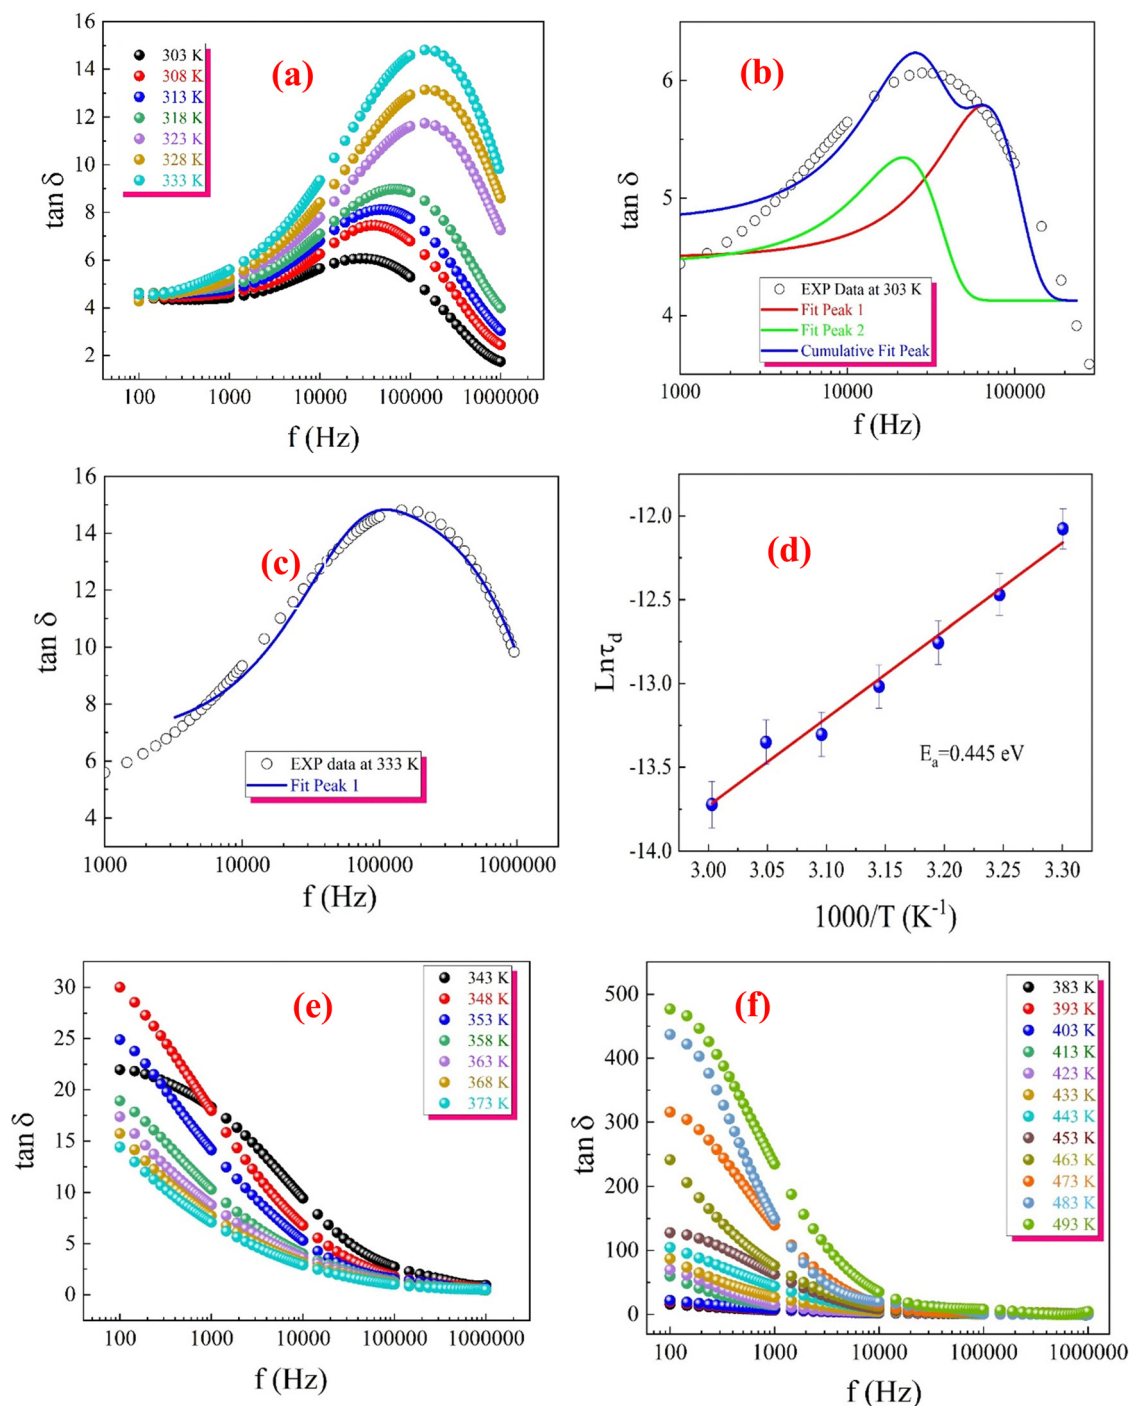 (a)
16
14
12
10
8
6
4
2
tan δ
303 K
308 K
313 K
318 K
323 K
328 K
333 K
100 1000 10000 100000 1000000
f (Hz)
(b)
6
5
4
tan δ
EXP Data at 303 K
Fit Peak 1
Fit Peak 2
Cumulative Fit Peak
1000 10000 100000
f (Hz)
(c)
16
14
12
10
8
6
4
tan δ
EXP data at 333 K
Fit Peak 1
1000 10000 100000 1000000
f (Hz)
(d)
-12.0
-12.5
-13.0
-13.5
-14.0
Lnτd
Ea=0.445 eV
3.00 3.05 3.10 3.15 3.20 3.25 3.30
1000/T (K-1)
(e)
30
25
20
15
10
5
0
tan δ
343 K
348 K
353 K
358 K
363 K
368 K
373 K
100 1000 10000 100000 1000000
f (Hz)
(f)
500
400
300
200
100
0
tan δ
383 K
393 K
403 K
413 K
423 K
433 K
443 K
453 K
463 K
473 K
483 K
493 K
100 1000 10000 100000 1000000
f (Hz)